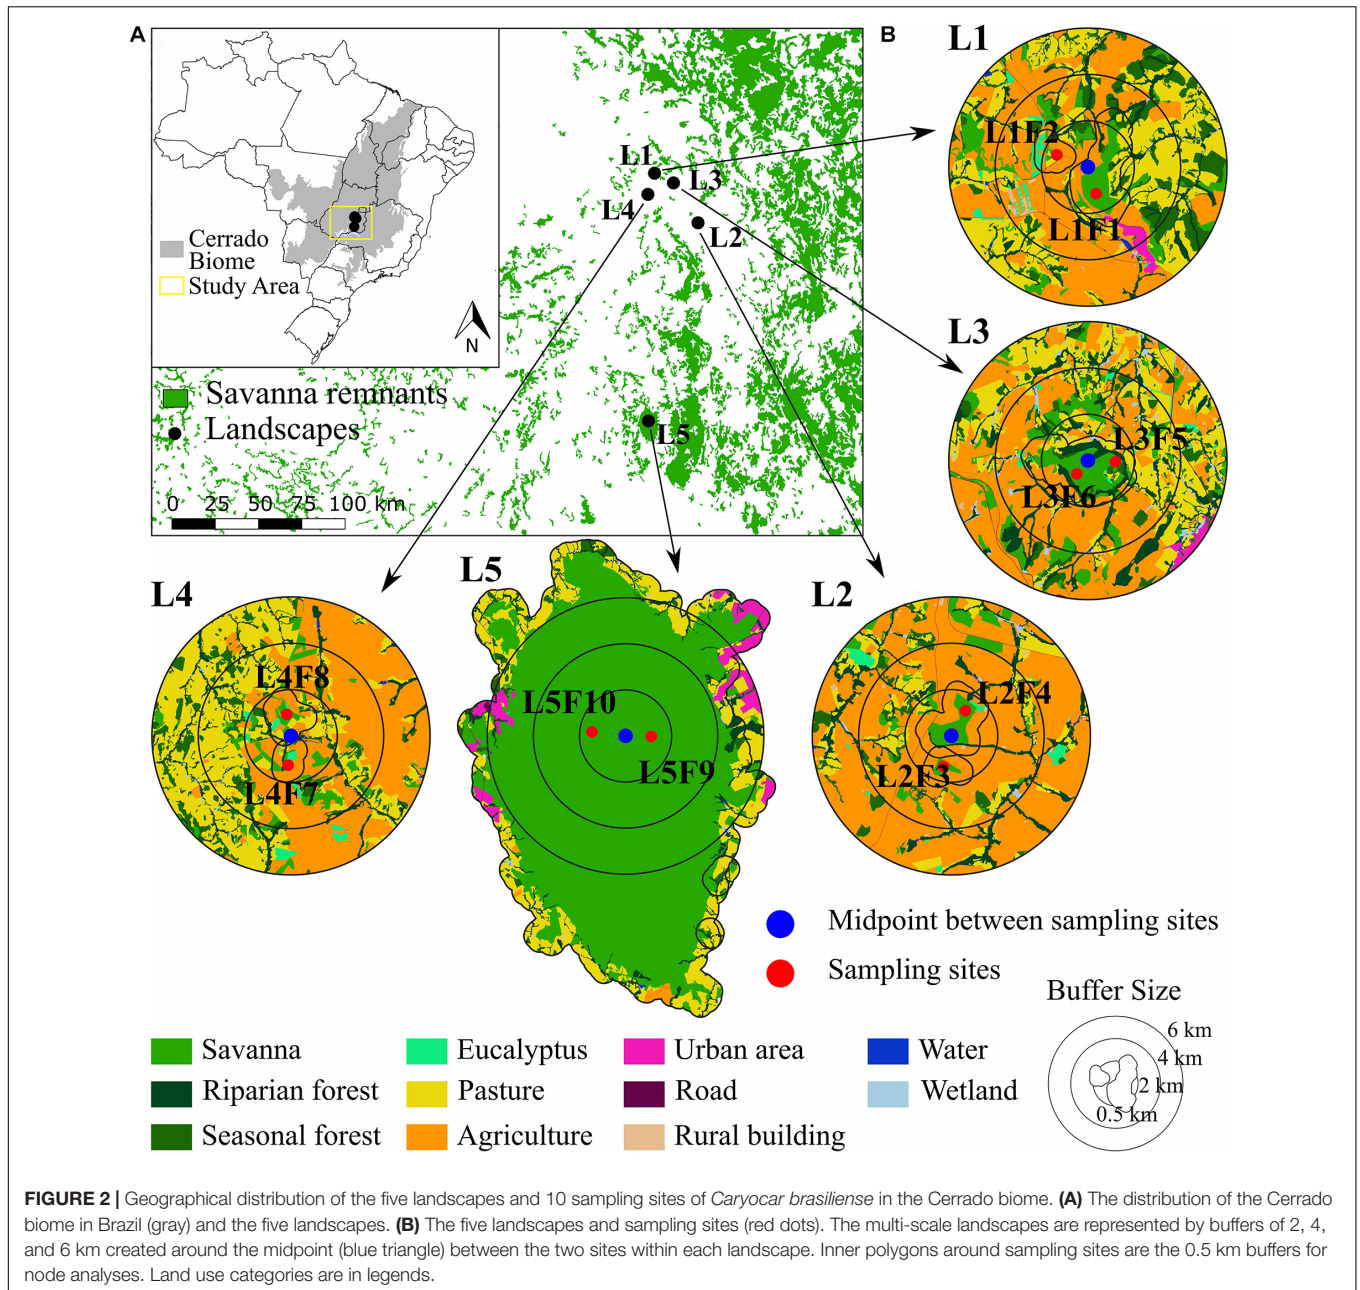 A
Cerrado
Biome
Study Area
N
Savanna remnants
Landscapes
0 25 50 75 100 km
L1
L3
L4
L2
L5
B
L1
L1F2
L1F1
L3
L3F5
L3F6
L4
L4F8
L4F7
L5
L5F10
L5F9
L2
L2F4
L2F3
Midpoint between sampling sites
Sampling sites
Buffer Size
6 km
4 km
2 km
0.5 km
Savanna
Eucalyptus
Urban area
Water
Riparian forest
Pasture
Road
Wetland
Seasonal forest
Agriculture
Rural building
FIGURE 2 | Geographical distribution of the five landscapes and 10 sampling sites of Caryocar brasiliense in the Cerrado biome. (A) The distribution of the Cerrado
biome in Brazil (gray) and the five landscapes. (B) The five landscapes and sampling sites (red dots). The multi-scale landscapes are represented by buffers of 2, 4,
and 6 km created around the midpoint (blue triangle) between the two sites within each landscape. Inner polygons around sampling sites are the 0.5 km buffers for
node analyses. Land use categories are in legends.